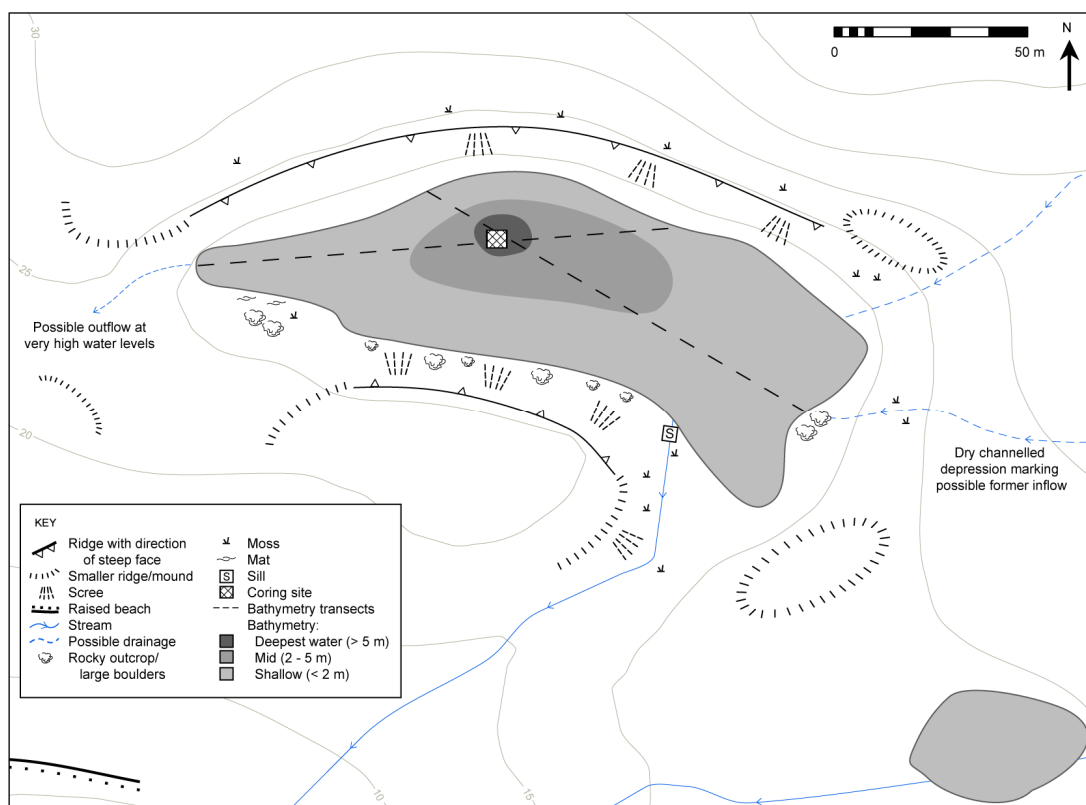 30
50 m
N
25
Possible outflow at
very high water levels
20
S
Dry channelled
depression marking
possible former inflow
KEY
Ridge with direction
of steep face
Smaller ridge/mound
Scree
Raised beach
Stream
Possible drainage
Rocky outcrop/
large boulders
Moss
Mat
S Sill
Coring site
Bathymetry transects
Bathymetry:
Deepest water (> 5 m)
Mid (2 - 5 m)
Shallow (< 2 m)
10
15